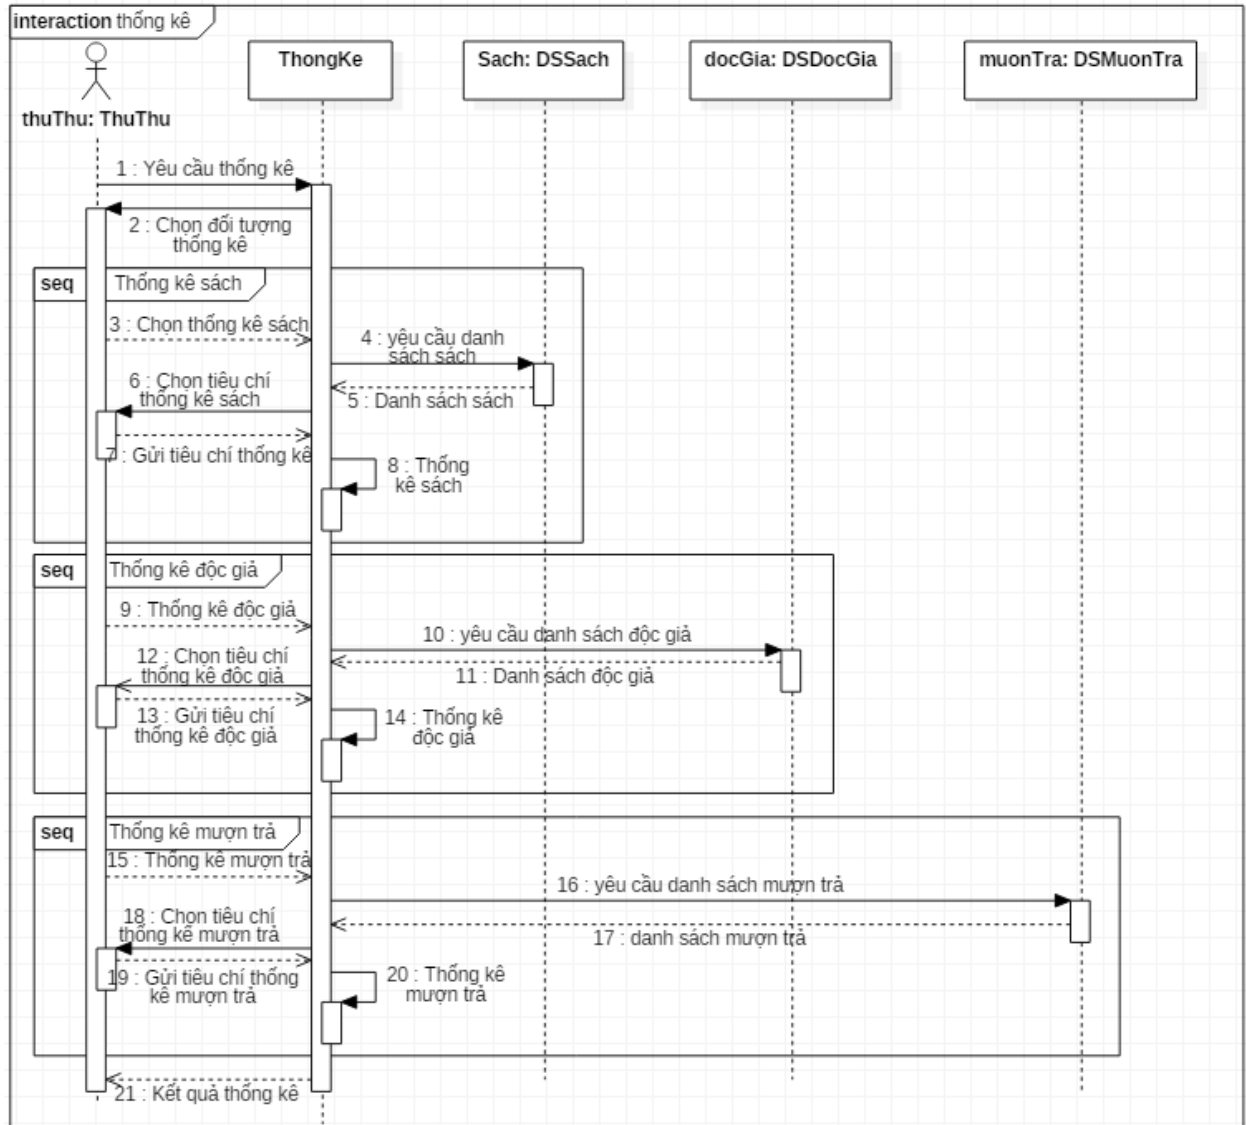 interaction thống kê
thuThu: ThuThu
ThongKe
Sach: DSSach
docGia: DSDocGia
muonTra: DSMuonTra
1 : Yêu cầu thống kê
2 : Chọn đối tượng
thống kê
seq Thống kê sách
3 : Chọn thống kê sách
4 : yêu cầu danh
sách sách
5 : Danh sách sách
6 : Chọn tiêu chí
thống kê sách
7 : Gửi tiêu chí thống kê
8 : Thống
kê sách
seq Thống kê độc giả
9 : Thống kê độc giả
10 : yêu cầu danh sách độc giả
11 : Danh sách độc giả
12 : Chọn tiêu chí
thống kê độc giả
13 : Gửi tiêu chí
thống kê độc giả
14 : Thống kê
độc giả
seq Thống kê mượn trả
15 : Thống kê mượn trả
16 : yêu cầu danh sách mượn trả
17 : danh sách mượn trả
18 : Chọn tiêu chí
thống kê mượn trả
19 : Gửi tiêu chí thống
kê mượn trả
20 : Thống kê
mượn trả
21 : Kết quả thống kê